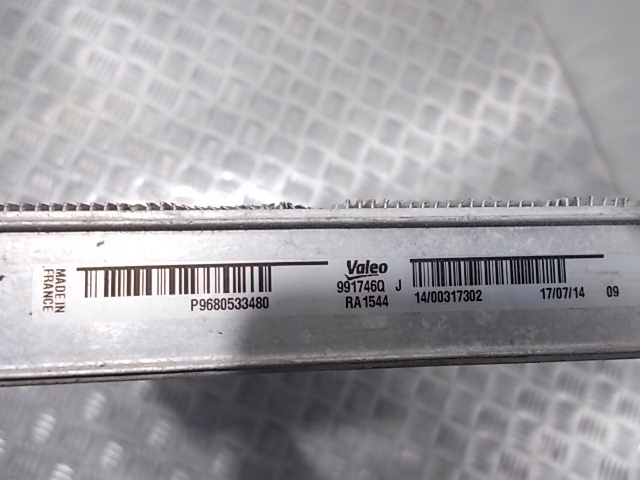 MADE IN
FRANCE
P9680533480
Valeo
991746Q J
RA1544
14/00317302
17/07/14 09